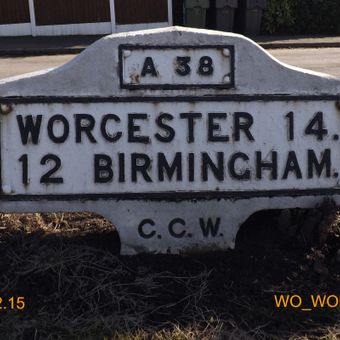 A 38
WORCESTER 14.
12 BIRMINGHAM.
C.C.W.
2.15
WO_WO